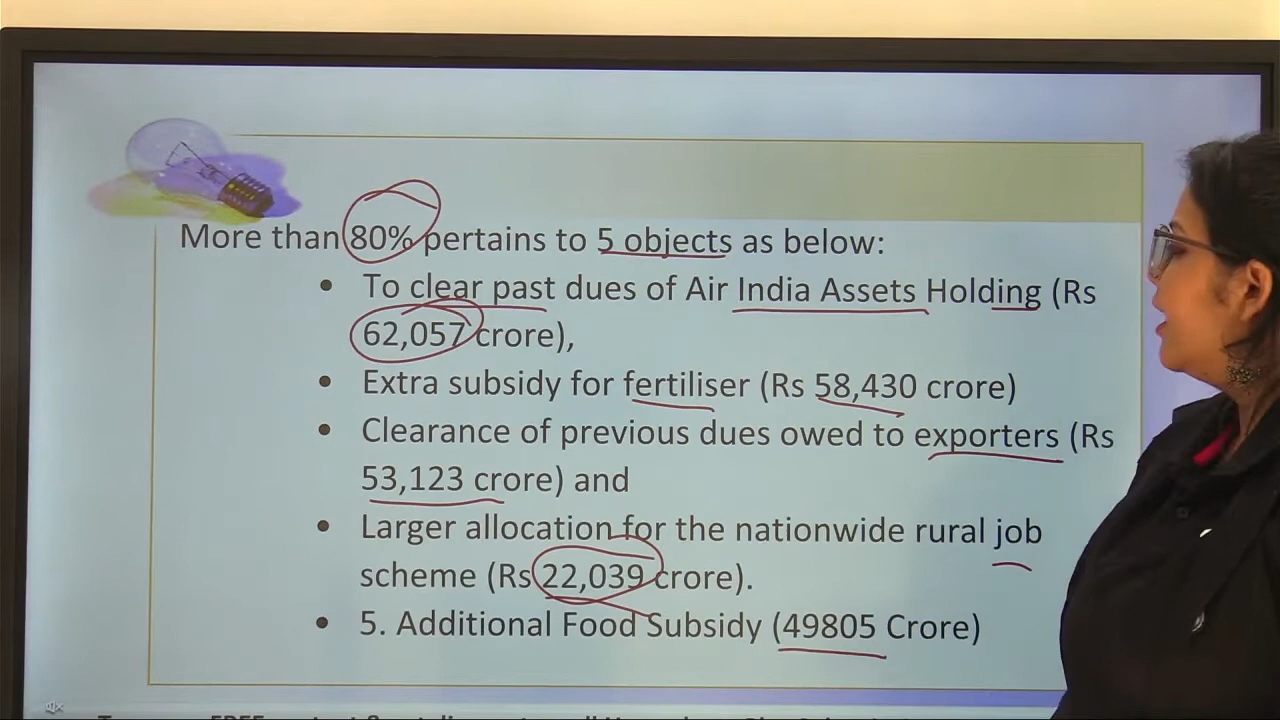 More than 80% pertains to 5 objects as below:
• To clear past dues of Air India Assets Holding (Rs
62,057 crore),
• Extra subsidy for fertiliser (Rs 58,430 crore)
• Clearance of previous dues owed to exporters (Rs
53,123 crore) and
• Larger allocation for the nationwide rural job
scheme (Rs 22,039 crore).
• 5. Additional Food Subsidy (49805 Crore)